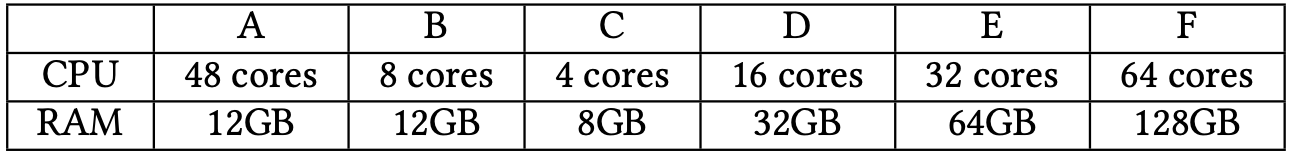 A B C D E F
CPU 48 cores 8 cores 4 cores 16 cores 32 cores 64 cores
RAM 12GB 12GB 8GB 32GB 64GB 128GB